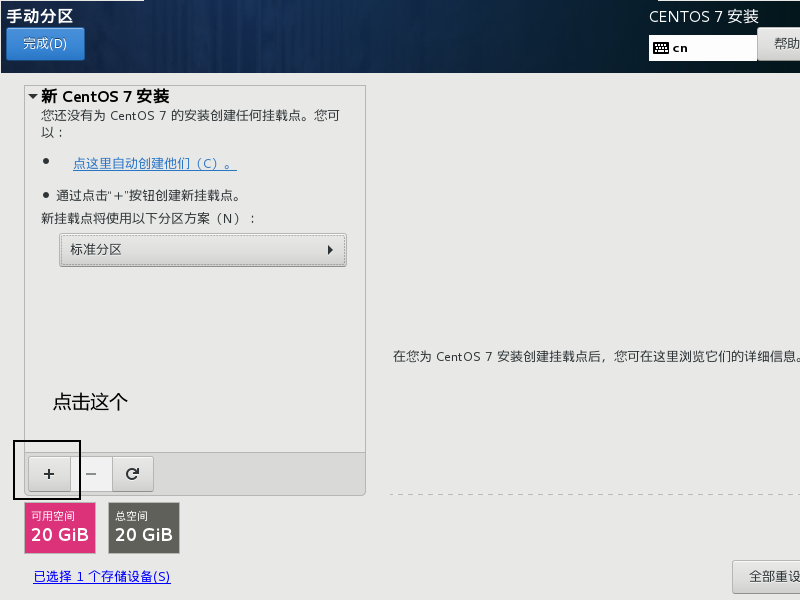 手动分区
CENTOS 7 安装
完成(D)
cn
帮助
新 CentOS 7 安装
您还没有为 CentOS 7 的安装创建任何挂载点。您可
以：
点这里自动创建他们（C）。
通过点击“+”按钮创建新挂载点。
新挂载点将使用以下分区方案（N）：
标准分区
在您为 CentOS 7 安装创建挂载点后，您可在这里浏览它们的详细信息。
点击这个
+ −
可用空间
20 GiB
总空间
20 GiB
已选择 1 个存储设备(S)
全部重设